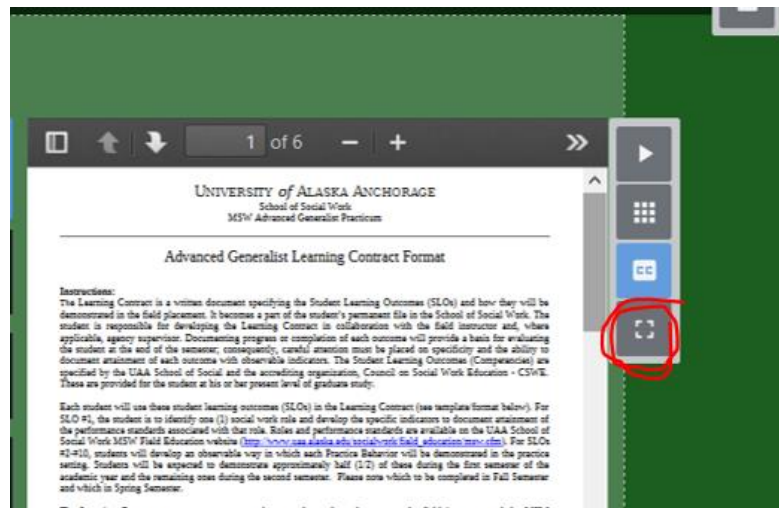 1 of 6
UNIVERSITY of ALASKA ANCHORAGE
School of Social Work
MSW Advanced Generalist Practicum
Advanced Generalist Learning Contract Format
Instructions:
The Learning Contract is a written document specifying the Student Learning Outcomes (SLOs) and how they will be
demonstrated in the field placement. It becomes a part of the student's permanent file in the School of Social Work. The
student is responsible for developing the Learning Contract in collaboration with the field instructor and, where
applicable, agency supervisor. Documenting progress or completion of each outcome will provide a basis for evaluating
the student at the end of the semester; consequently, careful attention must be placed on specificity and the ability to
document attainment of each outcome with observable indicators. The Student Learning Outcomes (Competencies) are
specified by the UAA School of Social and the accrediting organization, Council on Social Work Education - CSWE.
These are provided for the student at his or her present level of graduate study.
Each student will use these student learning outcomes (SLOs) in the Learning Contract (see template/format below). For
SLO #1, the student is to identify one (1) social work role and develop the specific indicators to document attainment of
the performance standards associated with that role. Roles and performance standards are available on the UAA School of
Social Work MSW Field Education website (http://www.uaa.alaska.edu/socialwork/field_education/msw.cfm). For SLOs
#2-#10, students will develop an observable way in which each Practice Behavior will be demonstrated in the practice
setting. Students will be expected to demonstrate approximately half (1/2) of these during the first semester of the
academic year and the remaining ones during the second semester. Please note which to be completed in Fall Semester
and which in Spring Semester.
CC